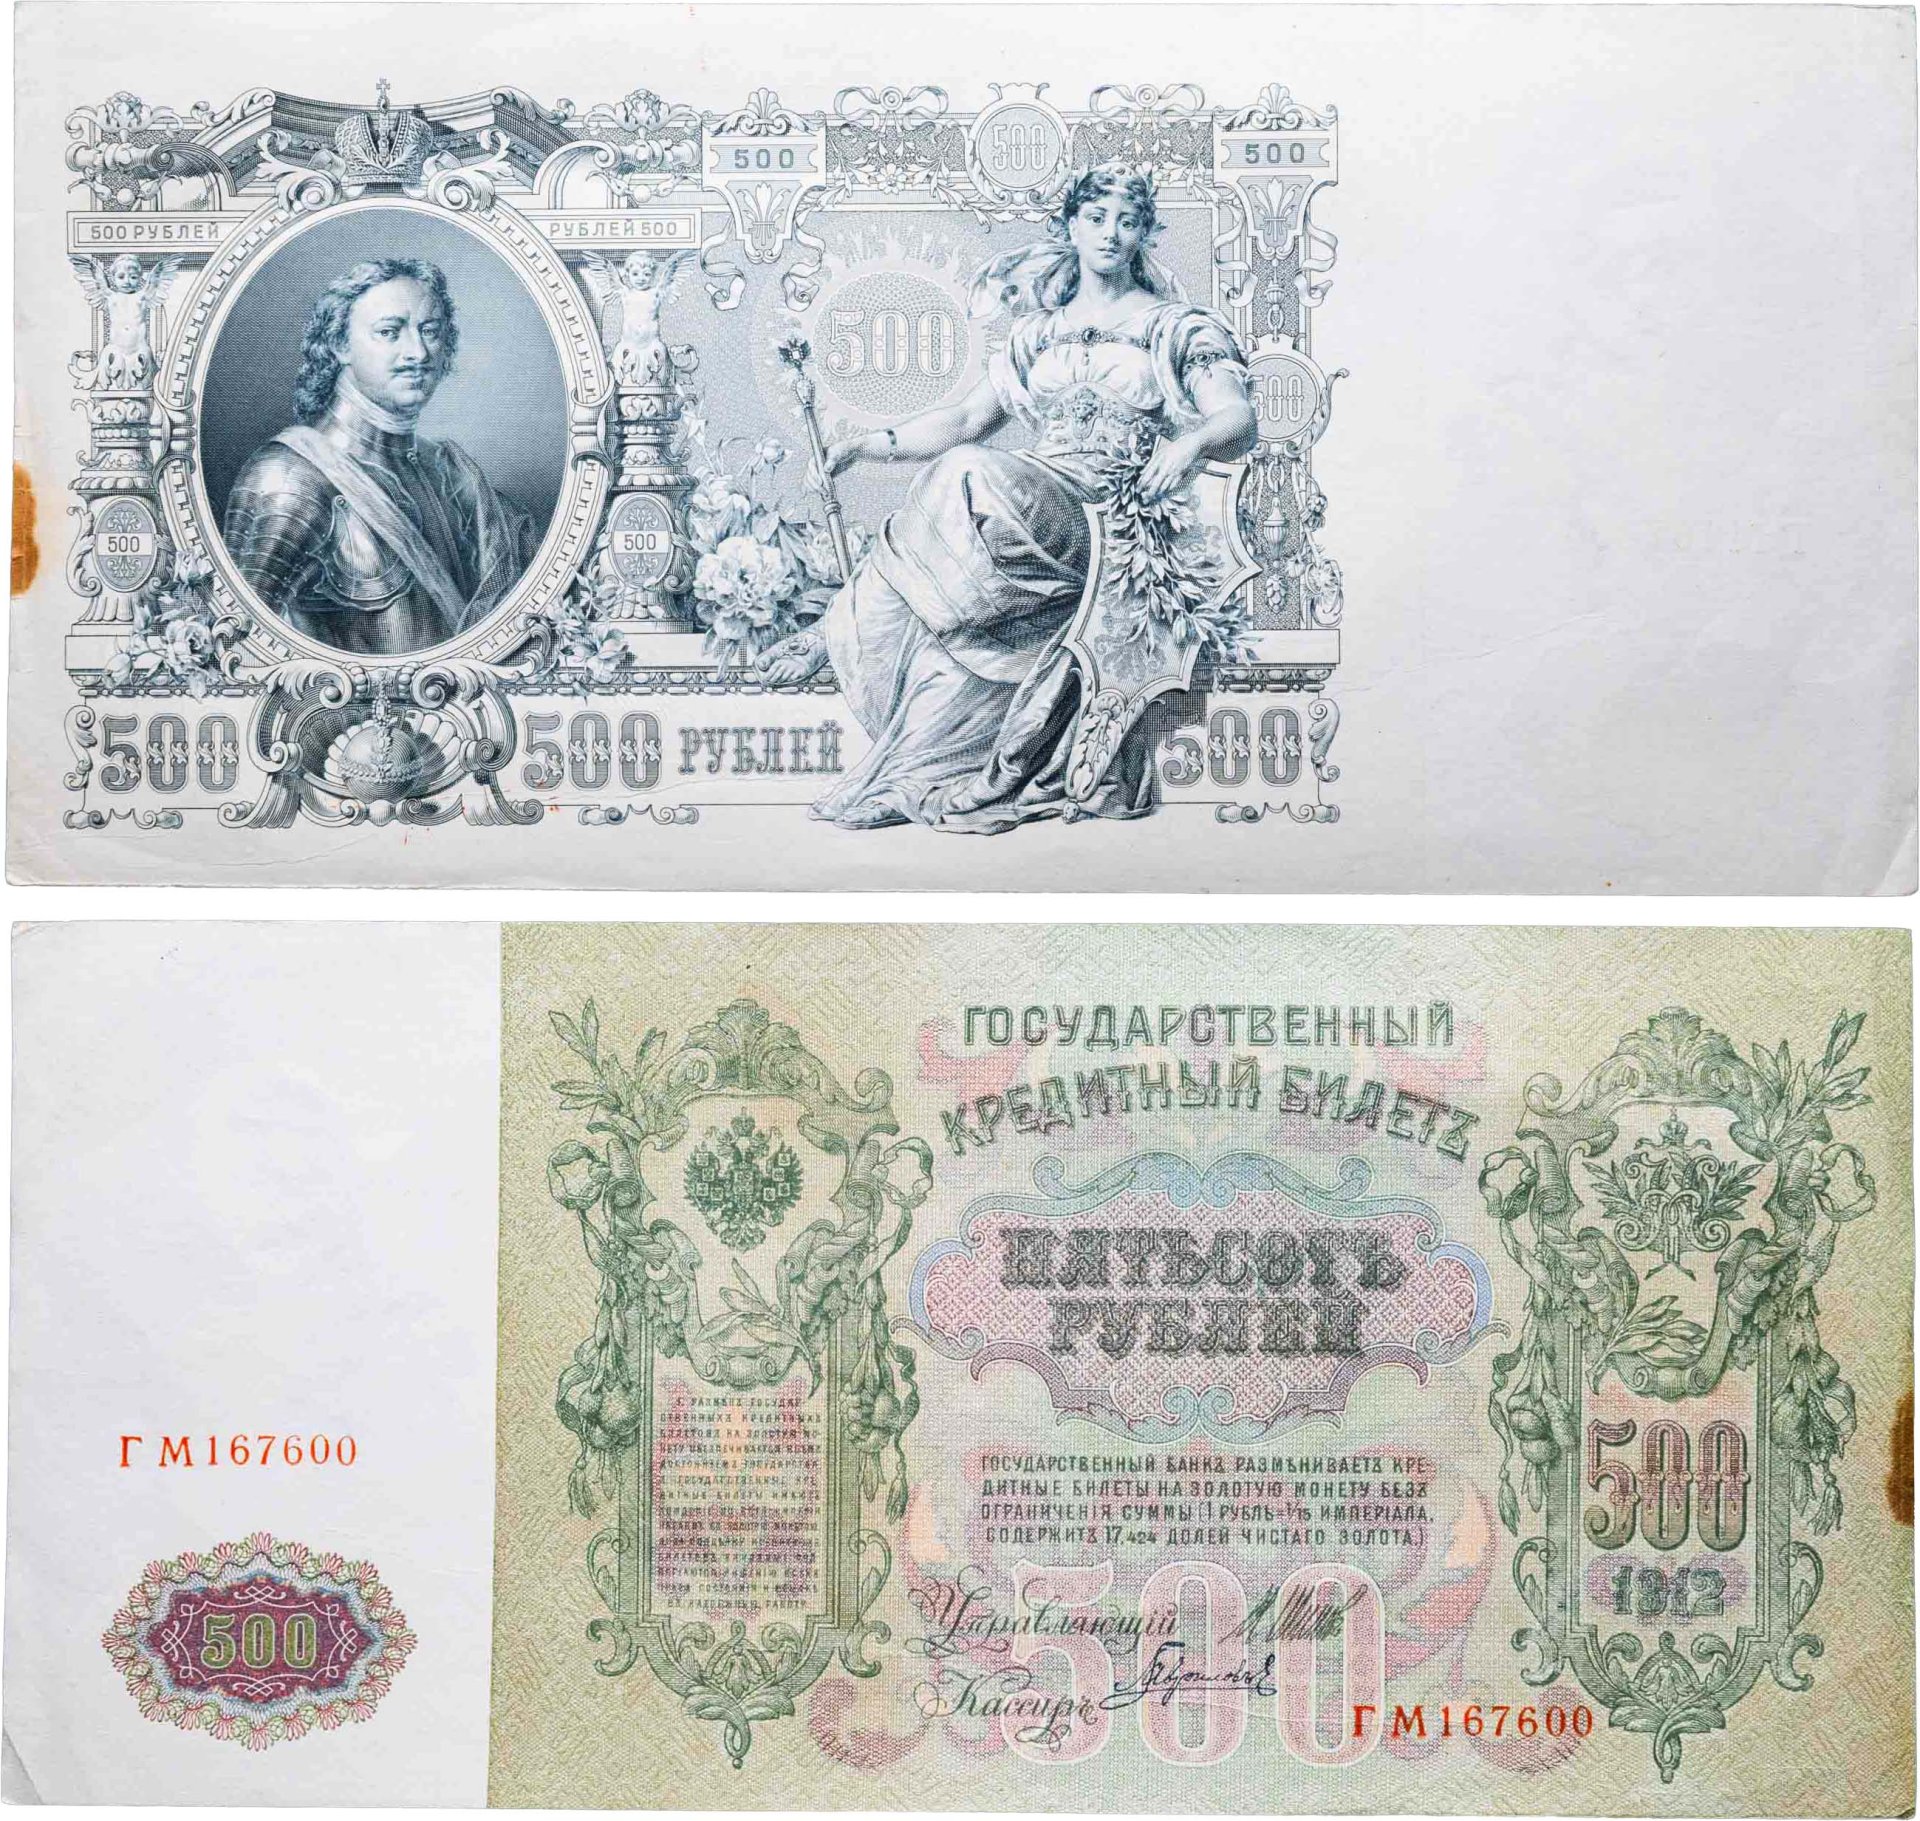 500
500
500
500 РУБЛЕЙ
РУБЛЕЙ 500
500
500
500
500
500
500 РУБЛЕЙ
500
ГОСУДАРСТВЕННЫЙ
КРЕДИТНЫЙ БИЛЕТЪ
ПЯТЬСОТЪ
РУБЛЕЙ
ГОСУДАРСТВЕННЫЙ БАНКЪ РАЗМѢНИВАЕТЪ КРЕ-
ДИТНЫЕ БИЛЕТЫ НА ЗОЛОТУЮ МОНЕТУ БЕЗЪ
ОГРАНИЧЕНІЯ СУММЫ (1 РУБЛЬ=1/15 ИМПЕРІАЛА,
СОДЕРЖИТЪ 17,424 ДОЛЕЙ ЧИСТАГО ЗОЛОТА.)
Управляющій
Кассиръ
500
500
1912
ГМ167600
500
ГМ167600